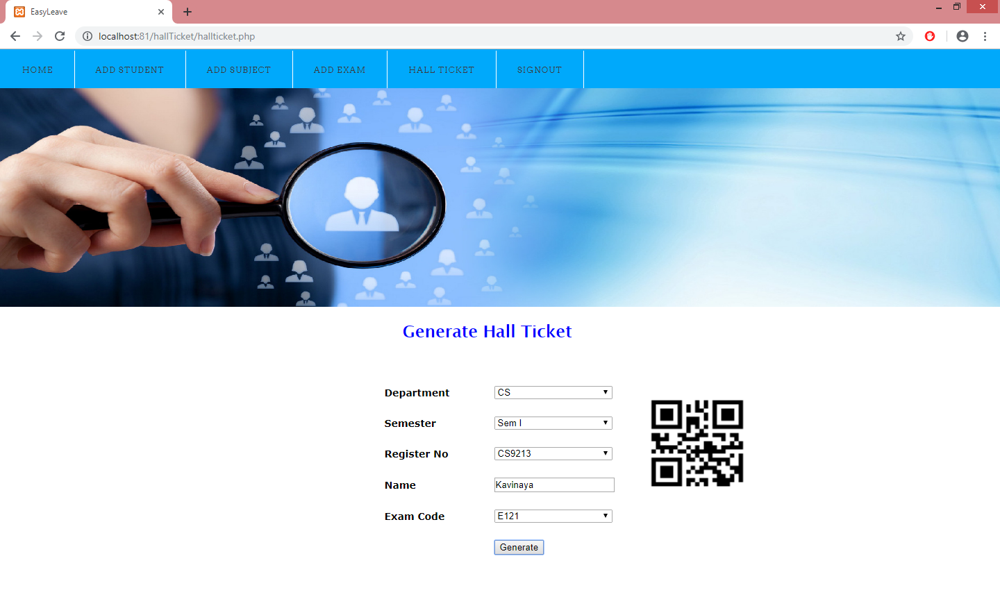 EasyLeave
localhost:81/hallTicket/hallticket.php
HOME ADD STUDENT ADD SUBJECT ADD EXAM HALL TICKET SIGNOUT
Generate Hall Ticket
Department CS
Semester Sem I
Register No CS9213
Name Kavinaya
Exam Code E121
Generate